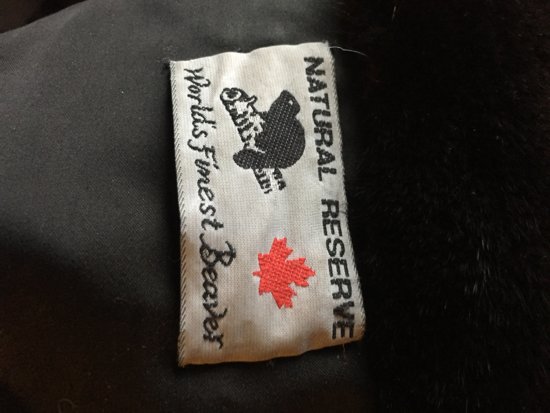 NATURAL RESERVE
World's Finest Beaver